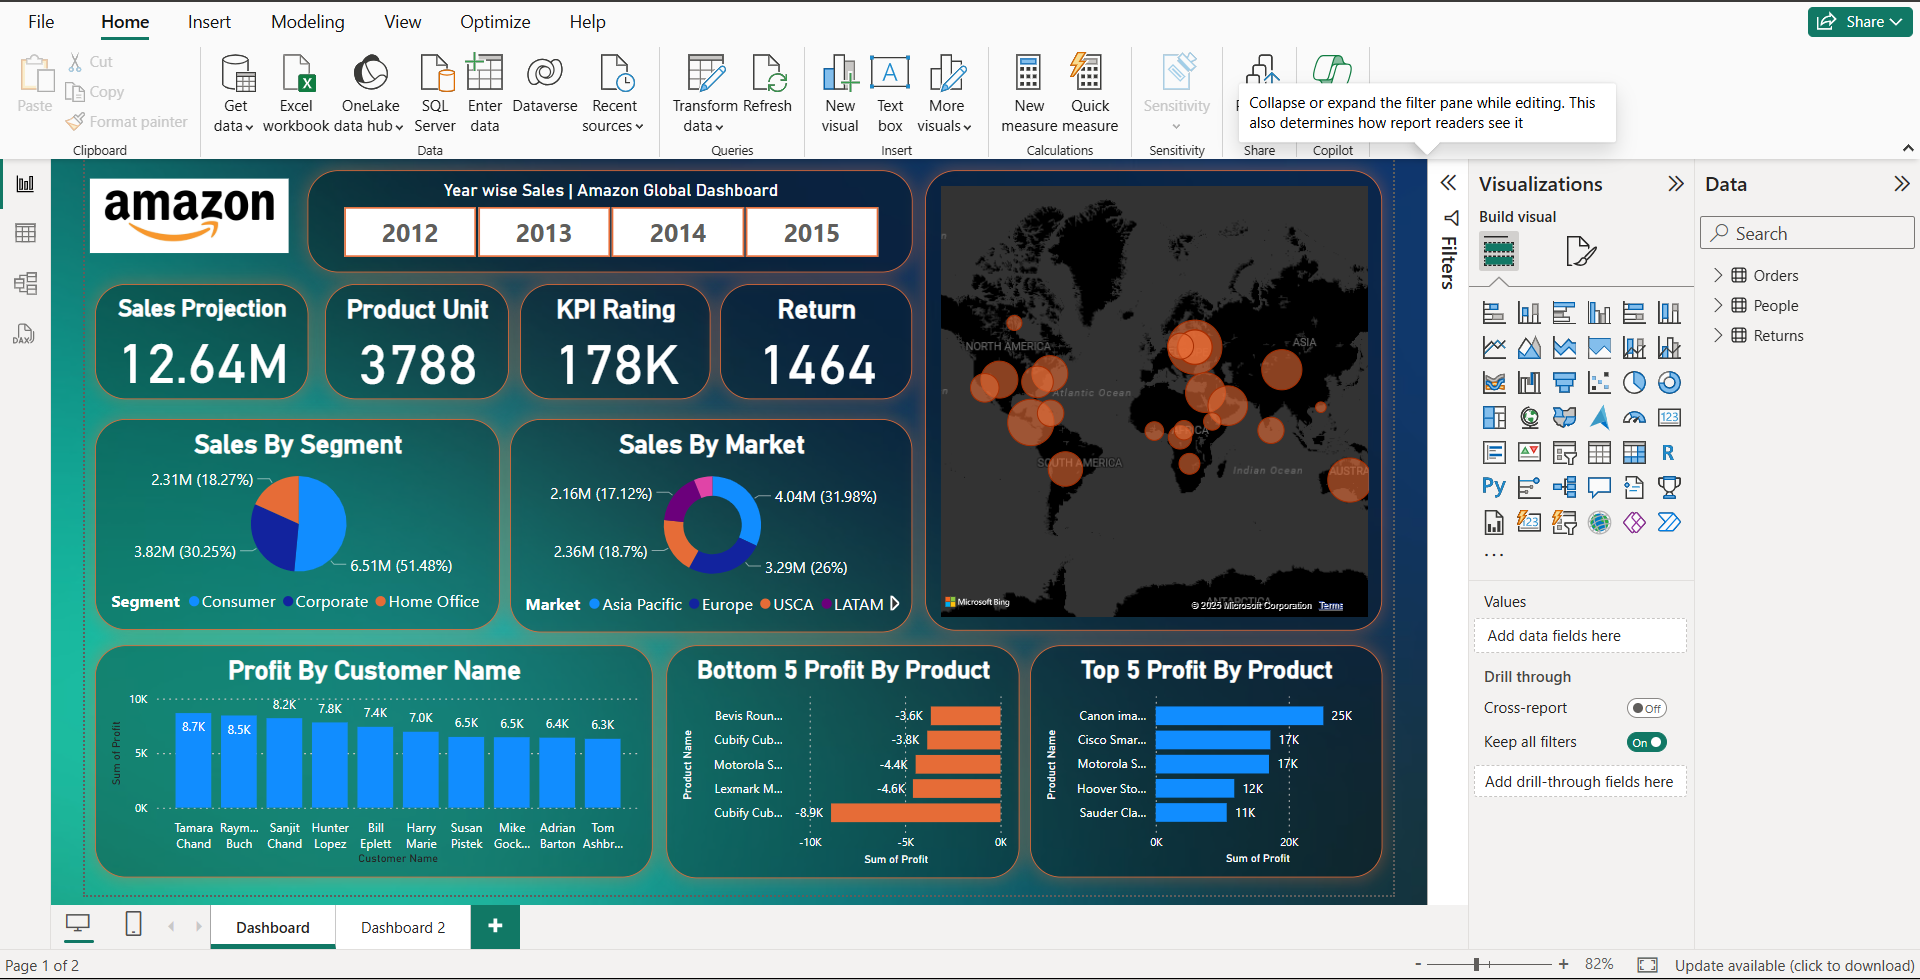 File Home Insert Modeling View Optimize Help
Share
Paste
Cut
Copy
Format painter
Clipboard
Get data
Excel workbook
OneLake data hub
SQL Server
Enter data
Dataverse
Recent sources
Data
Transform data
Refresh
Queries
New visual
Text box
More visuals
Insert
New measure
Quick measure
Calculations
Sensitivity
Sensitivity
Share
Copilot
Collapse or expand the filter pane while editing. This
also determines how report readers see it
amazon
Year wise Sales | Amazon Global Dashboard
2012 2013 2014 2015
Sales Projection
12.64M
Product Unit
3788
KPI Rating
178K
Return
1464
Sales By Segment
2.31M (18.27%)
3.82M (30.25%)
6.51M (51.48%)
Segment Consumer Corporate Home Office
Sales By Market
2.16M (17.12%)
4.04M (31.98%)
2.36M (18.7%)
3.29M (26%)
Market Asia Pacific Europe USCA LATAM
NORTH AMERICA
ASIA
Atlantic Ocean
SOUTH AMERICA
Indian Ocean
Microsoft Bing
© 2025 Microsoft Corporation Terms
Profit By Customer Name
Sum of Profit
10K
5K
0K
8.7K 8.5K 8.2K 7.8K 7.4K 7.0K 6.5K 6.5K 6.4K 6.3K
Tamara Raym... Sanjit Hunter Bill Harry Susan Mike Adrian Tom
Chand Buch Chand Lopez Eplett Marie Pistek Gock... Barton Ashbr...
Customer Name
Bottom 5 Profit By Product
Product Name
Bevis Roun... -3.6K
Cubify Cub... -3.8K
Motorola S... -4.4K
Lexmark M... -4.6K
Cubify Cub... -8.9K
-10K -5K 0K
Sum of Profit
Top 5 Profit By Product
Product Name
Canon ima... 25K
Cisco Smar... 17K
Motorola S... 17K
Hoover Sto... 12K
Sauder Cla... 11K
0K 20K
Sum of Profit
Filters
Visualizations
Build visual
123
R
Py
123
...
Values
Add data fields here
Drill through
Cross-report Off
Keep all filters On
Add drill-through fields here
Data
Search
Orders
People
Returns
DAX
Dashboard
Dashboard 2
+
Page 1 of 2
- + 82%
Update available (click to download)